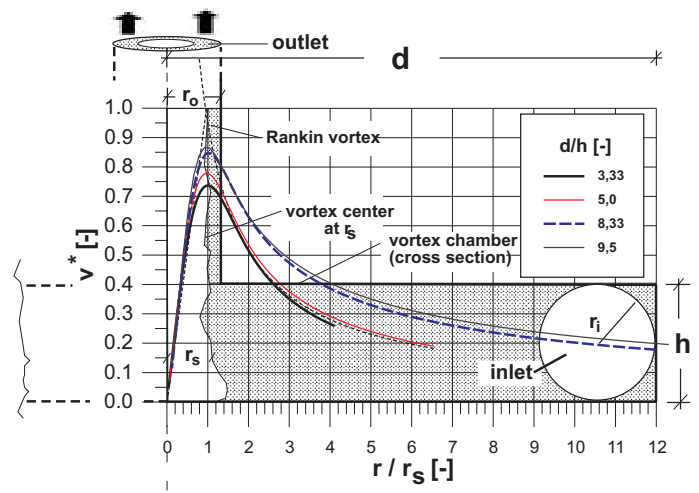 outlet
d
r_o
1.0
0.9
0.8
0.7
0.6
0.5
0.4
0.3
0.2
0.1
0.0
v* [-]
Rankin vortex
vortex center
at r_s
vortex chamber
(cross section)
d/h [-]
3,33
5,0
8,33
9,5
r_s
r_i
inlet
h
0 1 2 3 4 5 6 7 8 9 10 11 12
r / r_s [-]